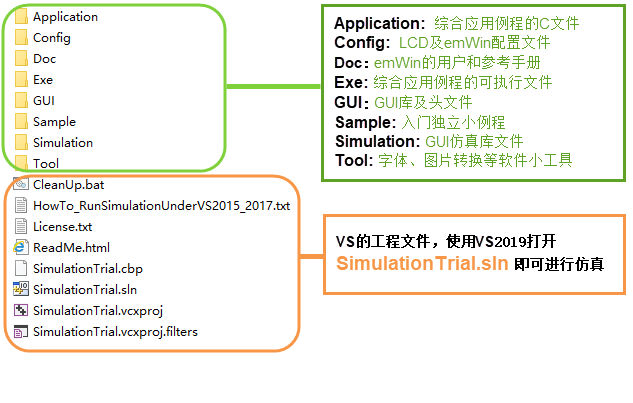 Application
Config
Doc
Exe
GUI
Sample
Simulation
Tool
CleanUp.bat
HowTo_RunSimulationUnderVS2015_2017.txt
License.txt
ReadMe.html
SimulationTrial.cbp
SimulationTrial.sln
SimulationTrial.vcxproj
SimulationTrial.vcxproj.filters
Application: 综合应用例程的C文件
Config: LCD及emWin配置文件
Doc: emWin的用户和参考手册
Exe: 综合应用例程的可执行文件
GUI: GUI库及头文件
Sample: 入门独立小例程
Simulation: GUI仿真库文件
Tool: 字体、图片转换等软件小工具
VS的工程文件，使用VS2019打开
SimulationTrial.sln 即可进行仿真